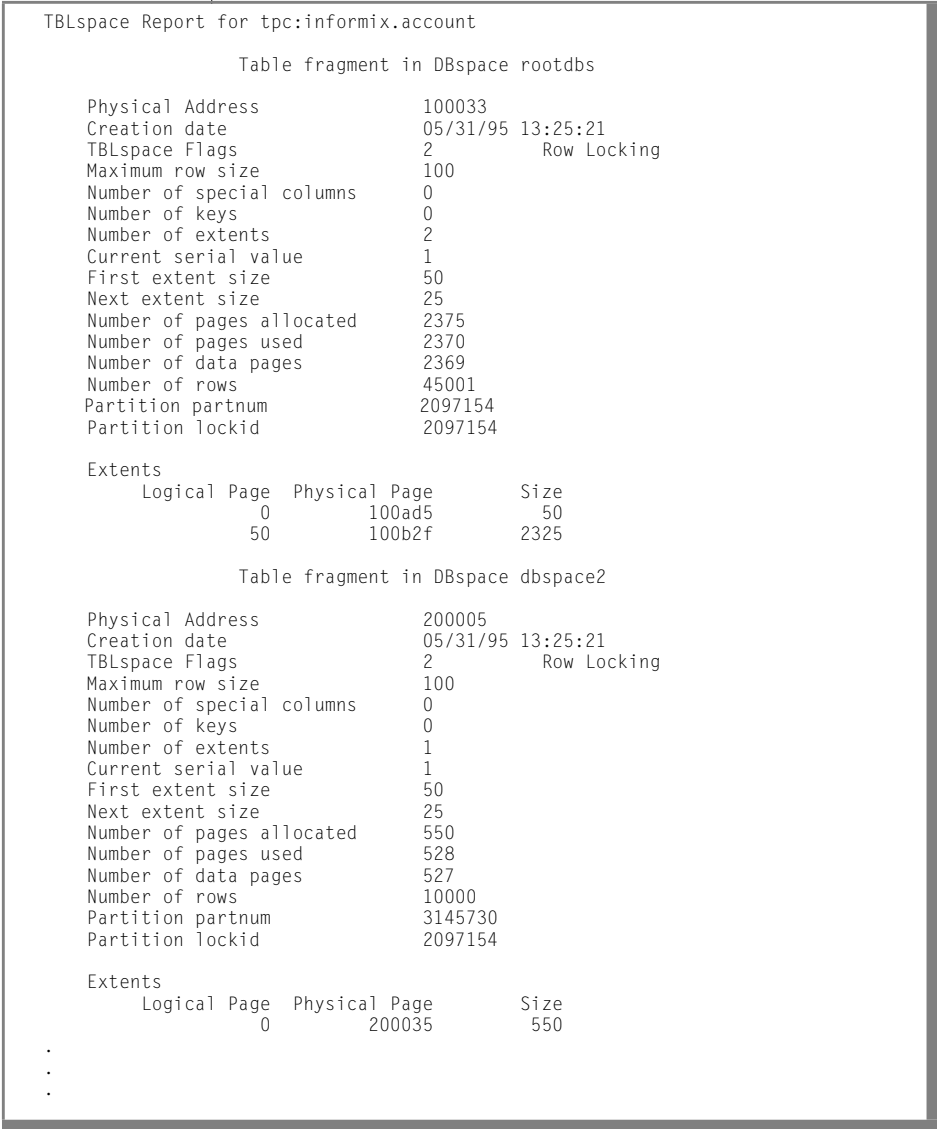 TBLspace Report for tpc:informix.account
Table fragment in DBspace rootdbs
Physical Address 100033
Creation date 05/31/95 13:25:21
TBLspace Flags 2 Row Locking
Maximum row size 100
Number of special columns 0
Number of keys 0
Number of extents 2
Current serial value 1
First extent size 50
Next extent size 25
Number of pages allocated 2375
Number of pages used 2370
Number of data pages 2369
Number of rows 45001
Partition partnum 2097154
Partition lockid 2097154
Extents
Logical Page Physical Page Size
0 100ad5 50
50 100b2f 2325
Table fragment in DBspace dbspace2
Physical Address 200005
Creation date 05/31/95 13:25:21
TBLspace Flags 2 Row Locking
Maximum row size 100
Number of special columns 0
Number of keys 0
Number of extents 1
Current serial value 1
First extent size 50
Next extent size 25
Number of pages allocated 550
Number of pages used 528
Number of data pages 527
Number of rows 10000
Partition partnum 3145730
Partition lockid 2097154
Extents
Logical Page Physical Page Size
0 200035 550
.
.
.